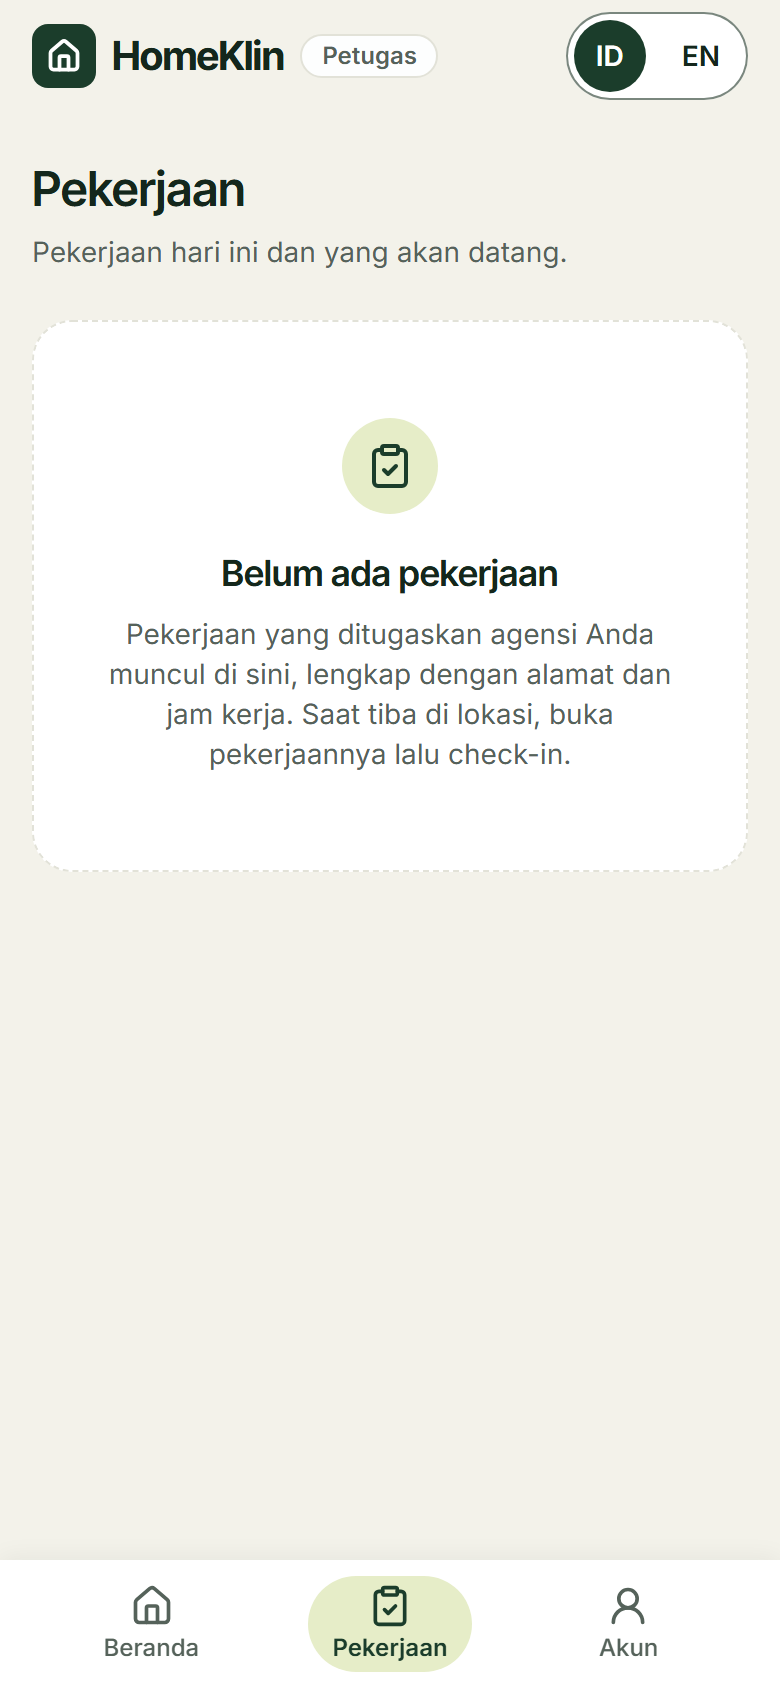 HomeKlin
Petugas
ID
EN
Pekerjaan
Pekerjaan hari ini dan yang akan datang.
Belum ada pekerjaan
Pekerjaan yang ditugaskan agensi Anda
muncul di sini, lengkap dengan alamat dan
jam kerja. Saat tiba di lokasi, buka
pekerjaannya lalu check-in.
Beranda
Pekerjaan
Akun